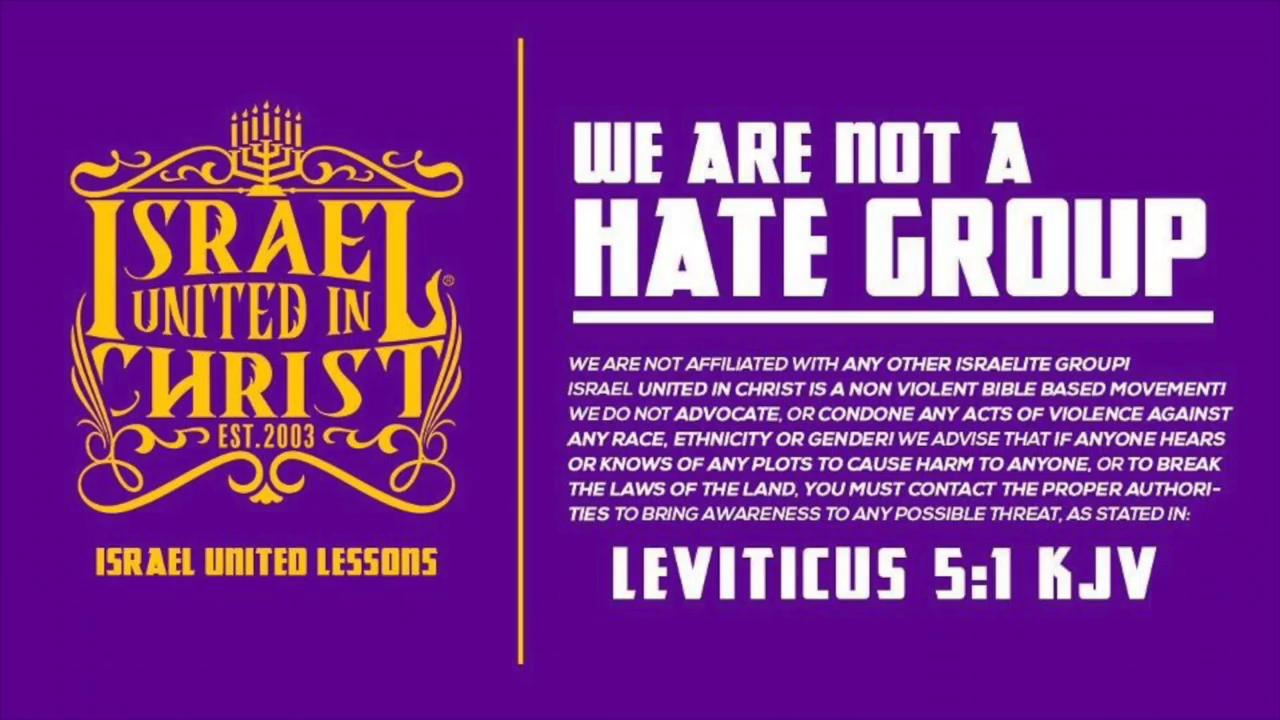 ISRAEL
UNITED IN
CHRIST
EST.2003
®
ISRAEL UNITED LESSONS
WE ARE NOT A
HATE GROUP
WE ARE NOT AFFILIATED WITH ANY OTHER ISRAELITE GROUP!
ISRAEL UNITED IN CHRIST IS A NON VIOLENT BIBLE BASED MOVEMENT!
WE DO NOT ADVOCATE, OR CONDONE ANY ACTS OF VIOLENCE AGAINST
ANY RACE, ETHNICITY OR GENDER! WE ADVISE THAT IF ANYONE HEARS
OR KNOWS OF ANY PLOTS TO CAUSE HARM TO ANYONE, OR TO BREAK
THE LAWS OF THE LAND, YOU MUST CONTACT THE PROPER AUTHORI-
TIES TO BRING AWARENESS TO ANY POSSIBLE THREAT, AS STATED IN:
LEVITICUS 5:1 KJV